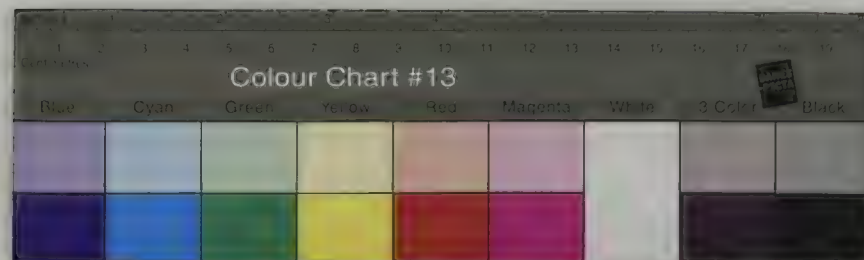 1 2 3 4 5 6 7 8 9 10 11 12 13 14 15 16 17 18 19
Centimetres
Colour Chart #13
Blue Cyan Green Yellow Red Magenta White 3 Color Black